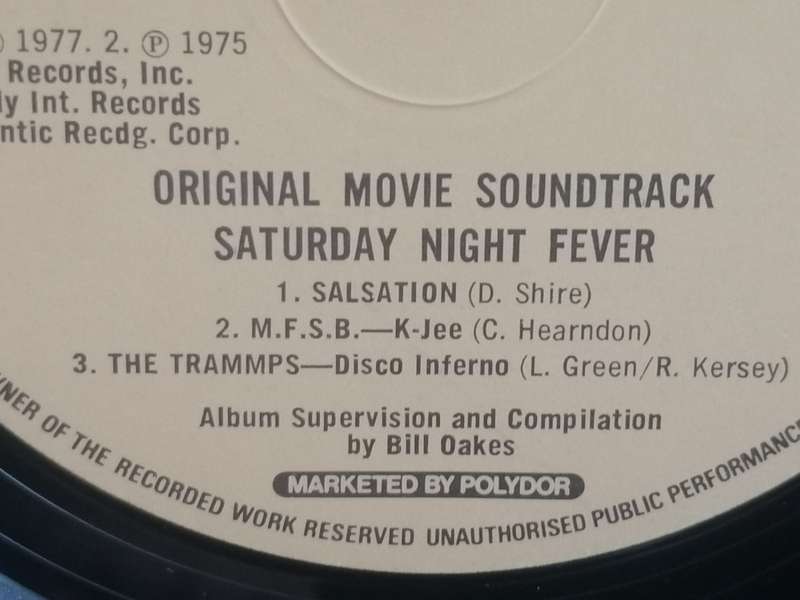 1977. 2. Ⓟ 1975
Records, Inc.
Int. Records
Recdg. Corp.
ORIGINAL MOVIE SOUNDTRACK
SATURDAY NIGHT FEVER
1. SALSATION (D. Shire)
2. M.F.S.B.—K-Jee (C. Hearndon)
3. THE TRAMMPS—Disco Inferno (L. Green/R. Kersey)
Album Supervision and Compilation
by Bill Oakes
MARKETED BY POLYDOR
OF THE RECORDED WORK RESERVED UNAUTHORISED PUBLIC PERFORMANCE